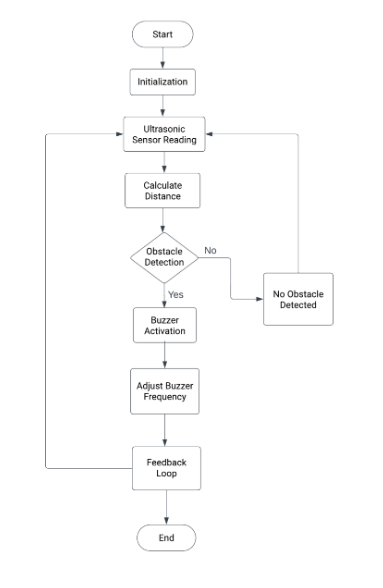 Start
Initialization
Ultrasonic
Sensor Reading
Calculate
Distance
Obstacle
Detection
No
Yes
No Obstacle
Detected
Buzzer
Activation
Adjust Buzzer
Frequency
Feedback
Loop
End